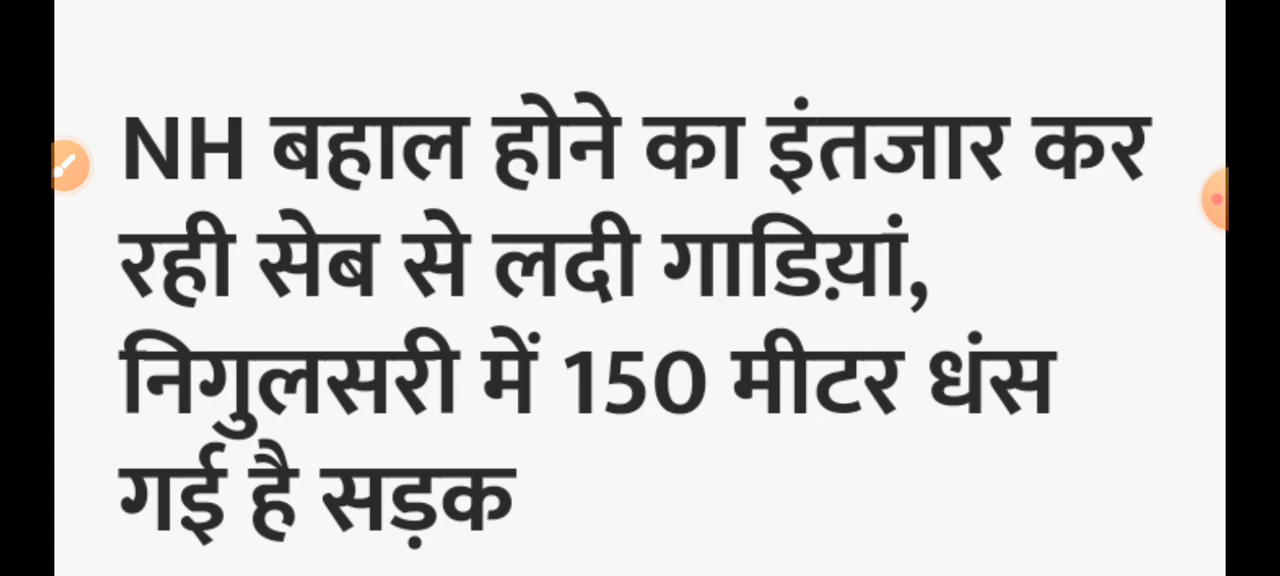 NH बहाल होने का इंतजार कर
रही सेब से लदी गाडिय़ां,
निगुलसरी में 150 मीटर धंस
गई है सड़क